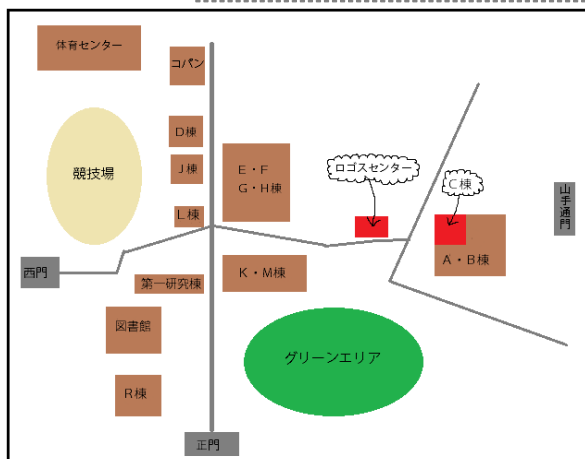 体育センター
コパン
D棟
競技場
J棟
E・F
G・H棟
ロゴスセンター
C棟
山手通門
L棟
A・B棟
西門
第一研究棟
K・M棟
図書館
グリーンエリア
R棟
正門